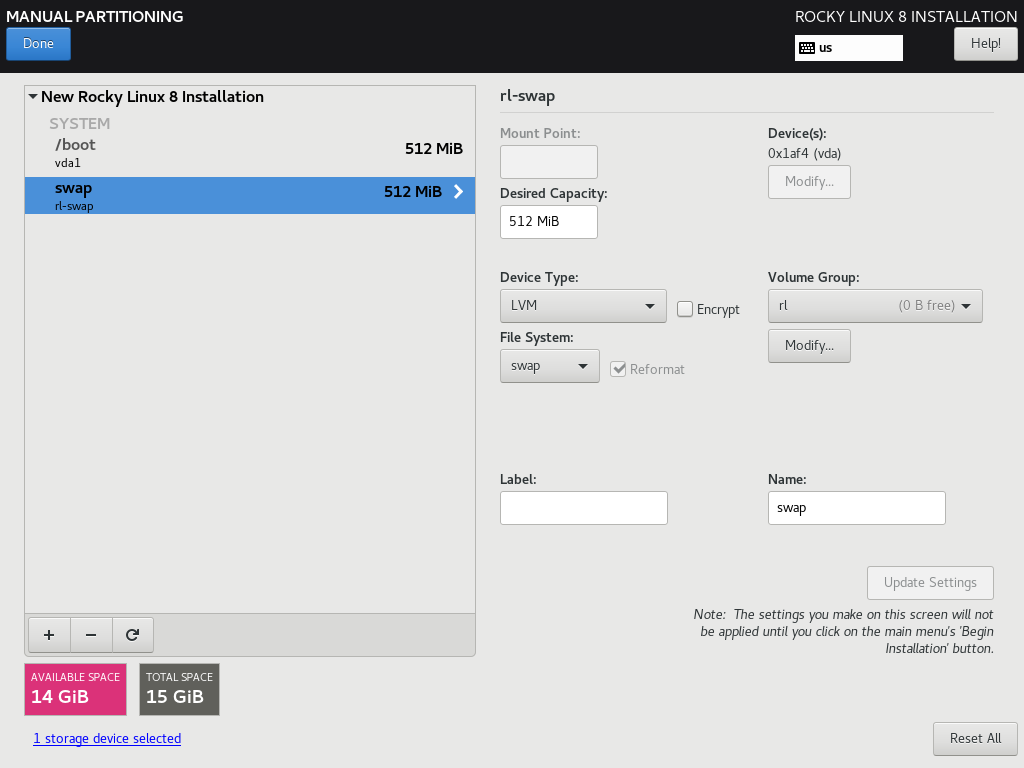 MANUAL PARTITIONING
ROCKY LINUX 8 INSTALLATION
Done
us
Help!
New Rocky Linux 8 Installation
SYSTEM
/boot
512 MiB
vda1
swap
512 MiB
rl-swap
AVAILABLE SPACE
14 GiB
TOTAL SPACE
15 GiB
1 storage device selected
rl-swap
Mount Point:
Device(s):
0x1af4 (vda)
Modify...
Desired Capacity:
512 MiB
Device Type:
Volume Group:
LVM
Encrypt
rl (0 B free)
File System:
Modify...
swap
Reformat
Label:
Name:
swap
Update Settings
Note: The settings you make on this screen will not
be applied until you click on the main menu's 'Begin
Installation' button.
Reset All